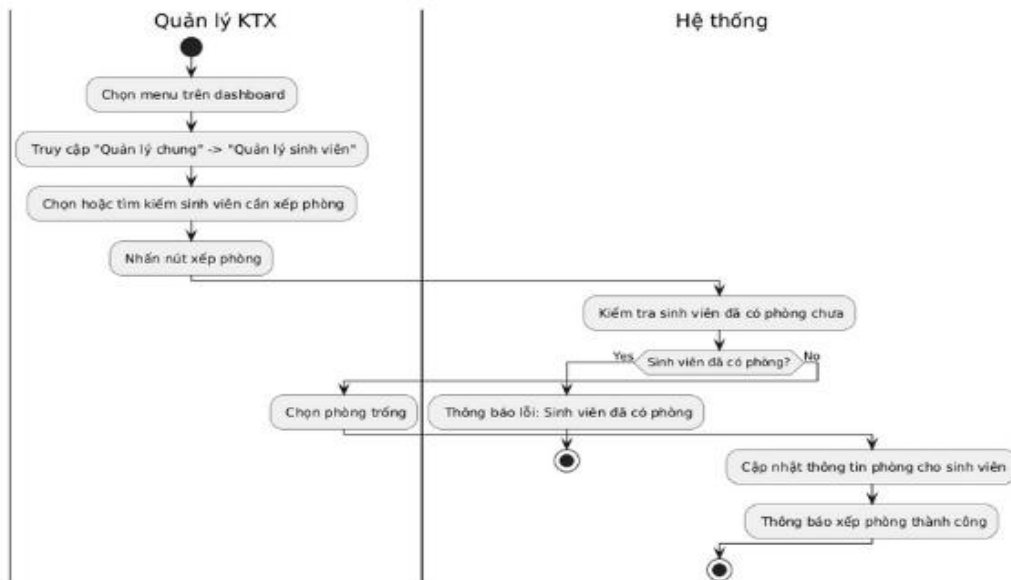 Quản lý KTX
Hệ thống
Chọn menu trên dashboard
Truy cập "Quản lý chung" -> "Quản lý sinh viên"
Chọn hoặc tìm kiếm sinh viên cần xếp phòng
Nhấn nút xếp phòng
Kiểm tra sinh viên đã có phòng chưa
Yes
Sinh viên đã có phòng?
No
Chọn phòng trống
Thông báo lỗi: Sinh viên đã có phòng
Cập nhật thông tin phòng cho sinh viên
Thông báo xếp phòng thành công